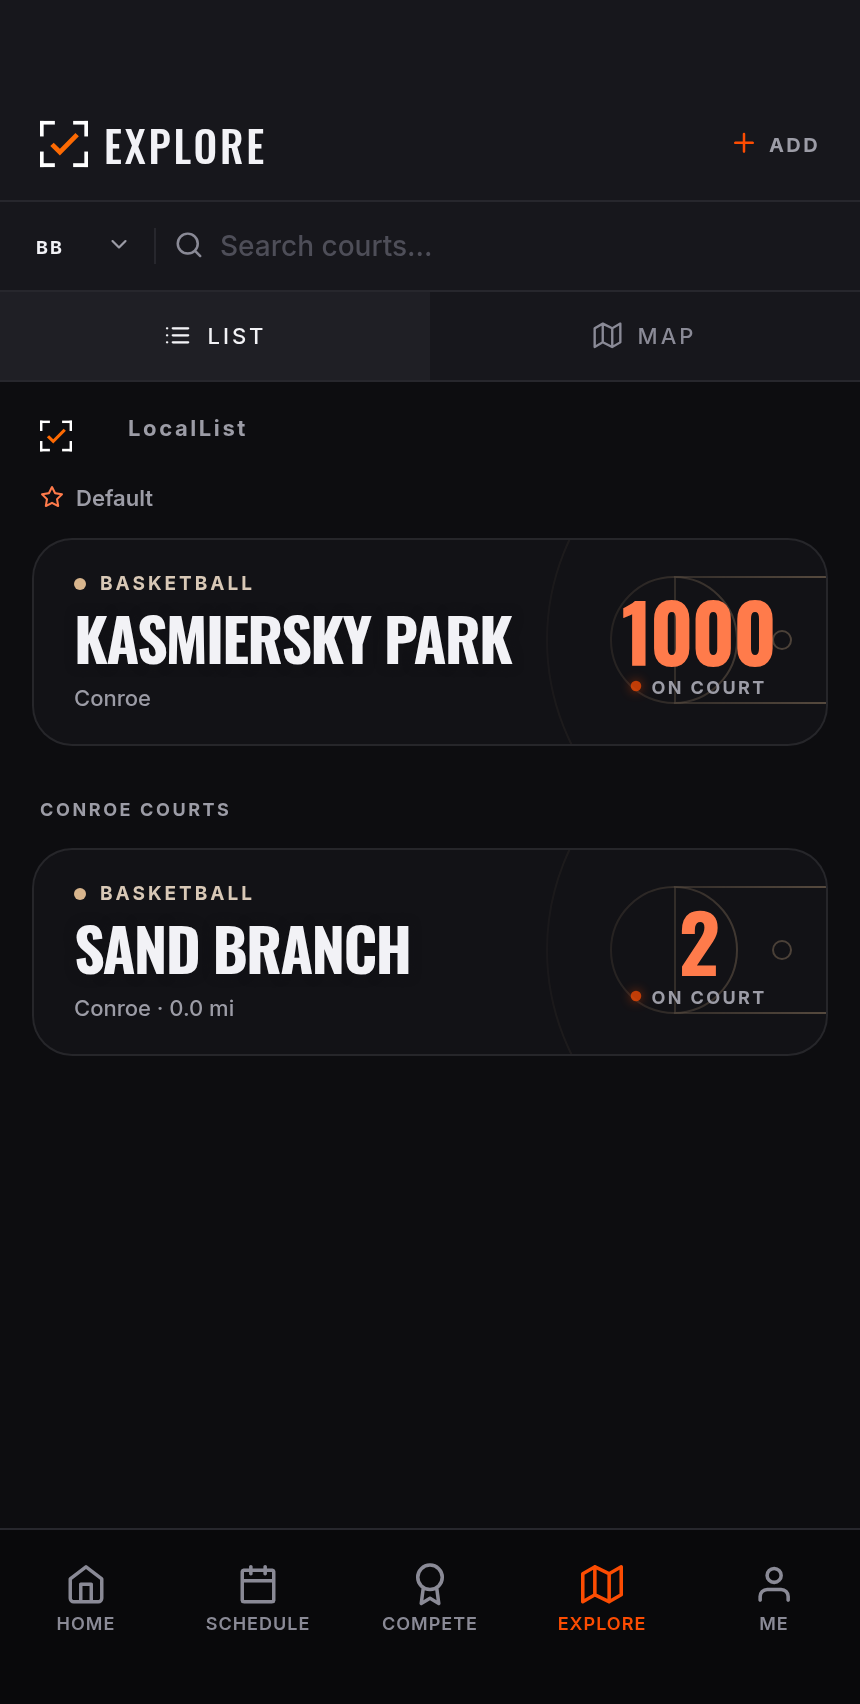 EXPLORE
ADD
BB
Search courts...
LIST
MAP
LocalList
Default
BASKETBALL
KASMIERSKY PARK
Conroe
1000
ON COURT
CONROE COURTS
BASKETBALL
SAND BRANCH
Conroe · 0.0 mi
2
ON COURT
HOME
SCHEDULE
COMPETE
EXPLORE
ME